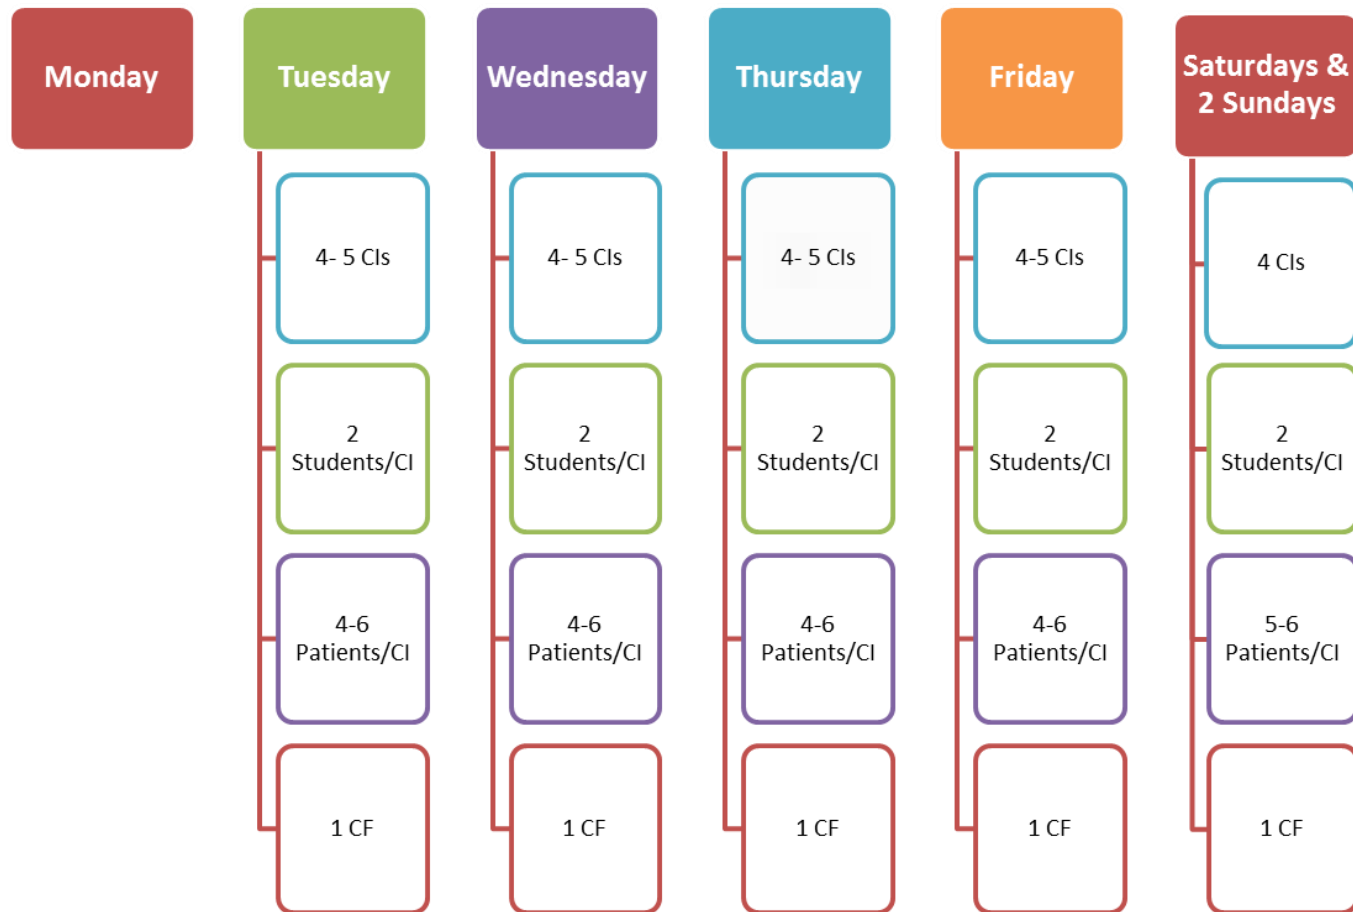 Monday
Tuesday
Wednesday
Thursday
Friday
Saturdays &
2 Sundays
4- 5 CIs
4- 5 CIs
4- 5 CIs
4-5 CIs
4 CIs
2
Students/CI
2
Students/CI
2
Students/CI
2
Students/CI
2
Students/CI
4-6
Patients/CI
4-6
Patients/CI
4-6
Patients/CI
4-6
Patients/CI
5-6
Patients/CI
1 CF
1 CF
1 CF
1 CF
1 CF